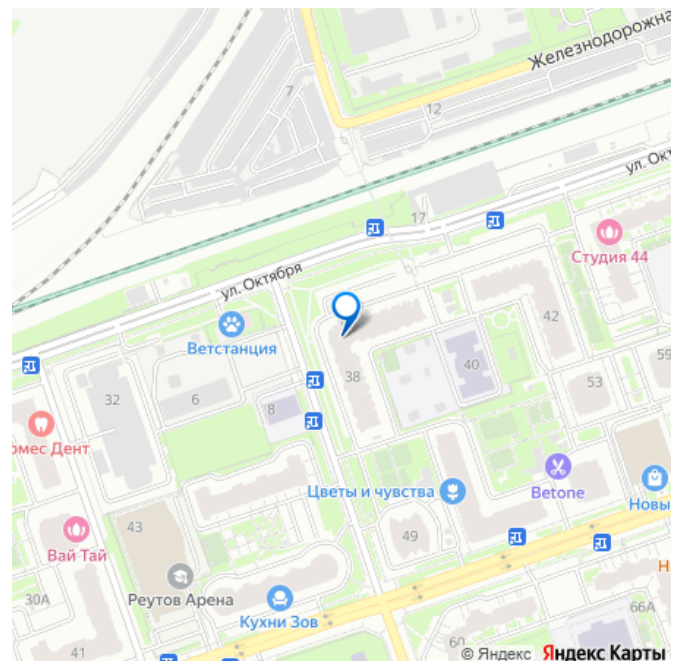 Железнодорожна
7
12
ул. Окт
17
Студия 44
ул. Октября
Ветстанция
42
38
40
59
53
32
6
8
рмес Дент
Цветы и чувства
Betone
Новы
43
49
Вай Тай
Реутов Арена
Н
30А
Кухни Зов
66А
41
60
© Яндекс Яндекс Карты